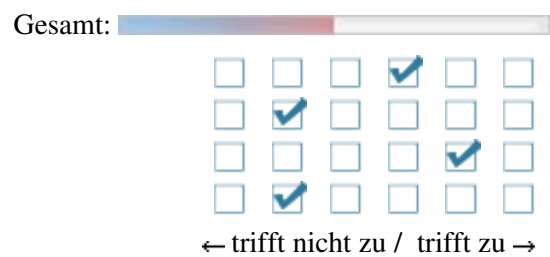 Gesamt:
← trifft nicht zu / trifft zu →